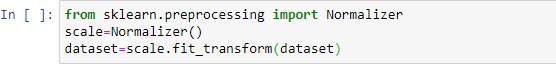 In [ ]: from sklearn.preprocessing import Normalizer
scale=Normalizer()
dataset=scale.fit_transform(dataset)